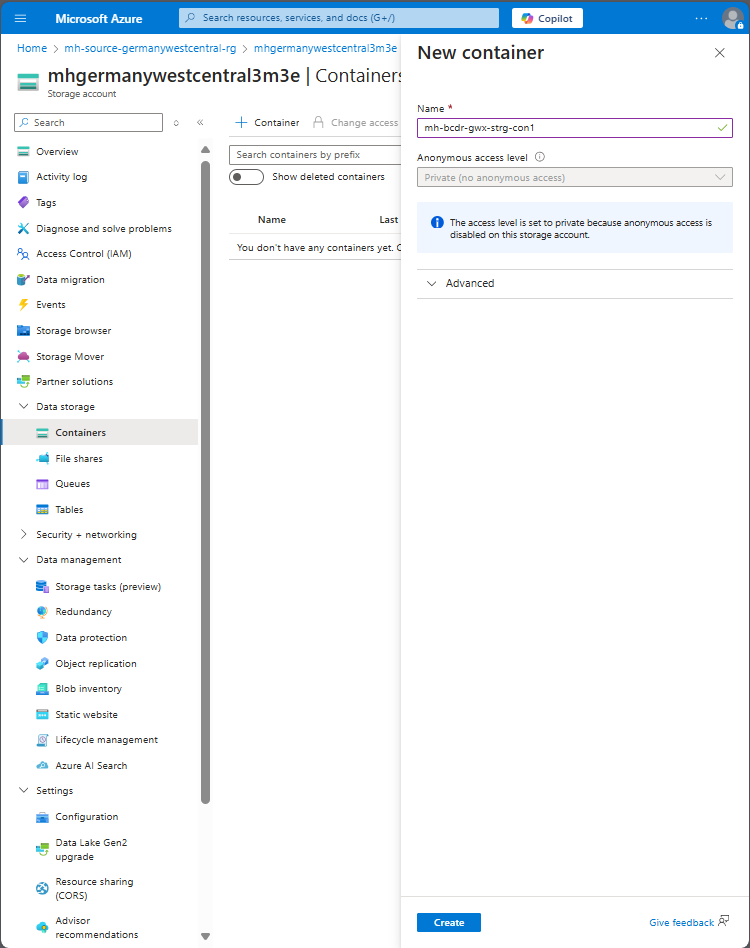 Microsoft Azure
Search resources, services, and docs (G+/)
Copilot
Home > mh-source-germanywestcentral-rg > mhgermanywestcentral3m3e
mhgermanywestcentral3m3e | Containers
Storage account
Search
Overview
Activity log
Tags
Diagnose and solve problems
Access Control (IAM)
Data migration
Events
Storage browser
Storage Mover
Partner solutions
Data storage
Containers
File shares
Queues
Tables
Security + networking
Data management
Storage tasks (preview)
Redundancy
Data protection
Object replication
Blob inventory
Static website
Lifecycle management
Azure AI Search
Settings
Configuration
Data Lake Gen2
upgrade
Resource sharing
(CORS)
Advisor
recommendations
Container
Change access
Search containers by prefix
Show deleted containers
Name Last
You don't have any containers yet. C
New container
Name *
mh-bcdr-gwx-strg-con1
Anonymous access level
Private (no anonymous access)
The access level is set to private because anonymous access is
disabled on this storage account.
Advanced
Create
Give feedback